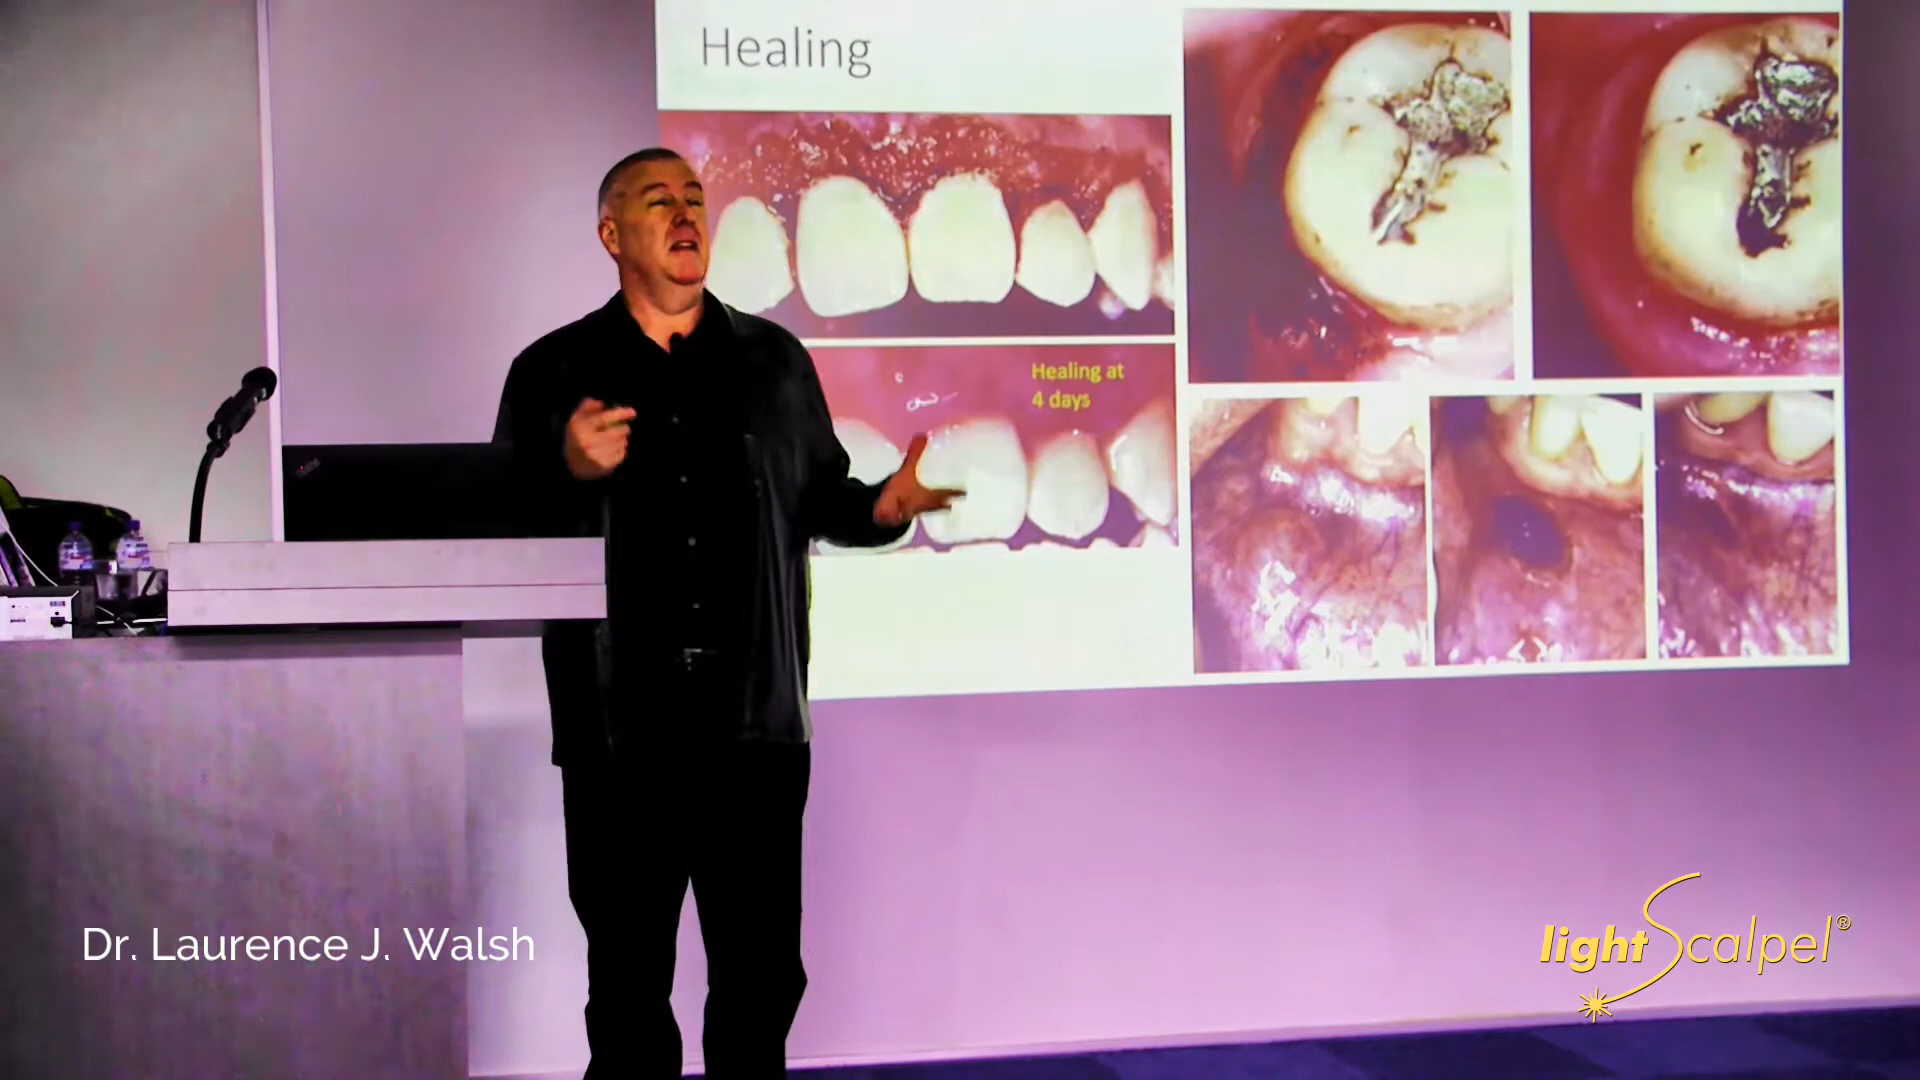 Healing
Healing at
4 days
Dr. Laurence J. Walsh
lightScalpel®